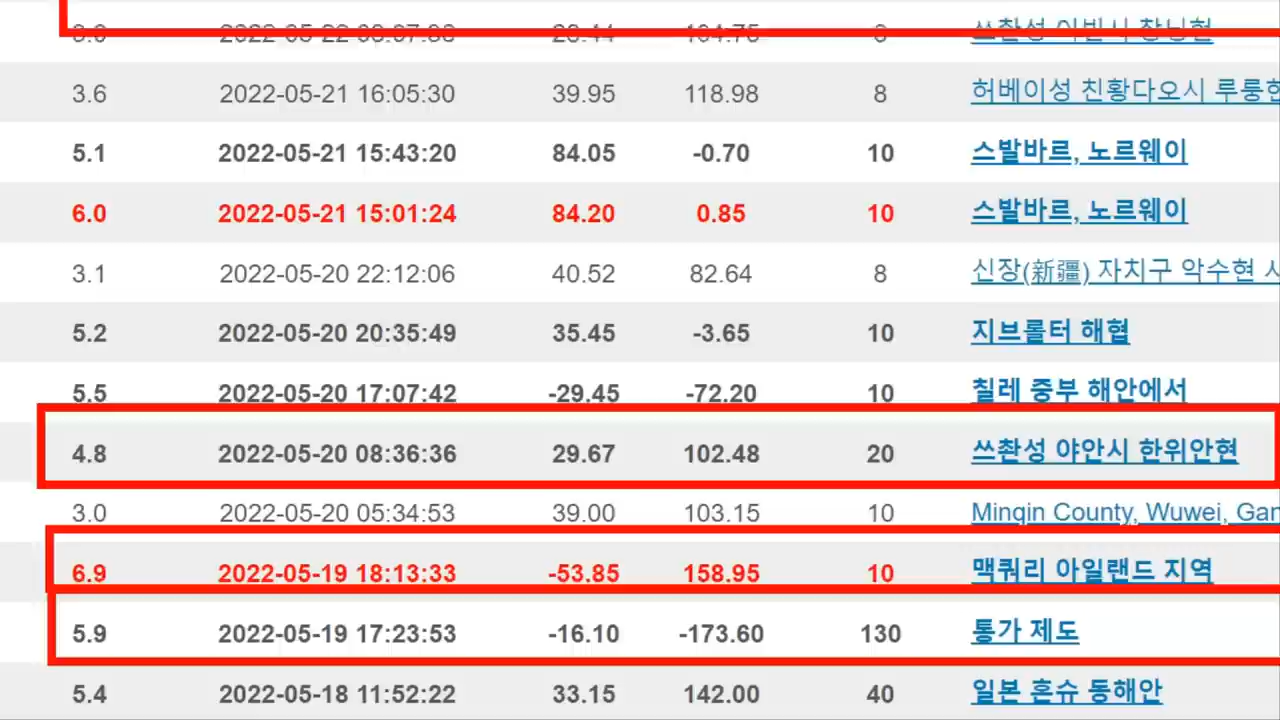 3.6 2022-05-21 16:05:30 39.95 118.98 8 허베이성 친황다오시 루룽현
5.1 2022-05-21 15:43:20 84.05 -0.70 10 스발바르, 노르웨이
6.0 2022-05-21 15:01:24 84.20 0.85 10 스발바르, 노르웨이
3.1 2022-05-20 22:12:06 40.52 82.64 8 신장(新疆) 자치구 악수현
5.2 2022-05-20 20:35:49 35.45 -3.65 10 지브롤터 해협
5.5 2022-05-20 17:07:42 -29.45 -72.20 10 칠레 중부 해안에서
4.8 2022-05-20 08:36:36 29.67 102.48 20 쓰촨성 야안시 한위안현
3.0 2022-05-20 05:34:53 39.00 103.15 10 Minqin County, Wuwei, Gan
6.9 2022-05-19 18:13:33 -53.85 158.95 10 맥쿼리 아일랜드 지역
5.9 2022-05-19 17:23:53 -16.10 -173.60 130 통가 제도
5.4 2022-05-18 11:52:22 33.15 142.00 40 일본 혼슈 동해안